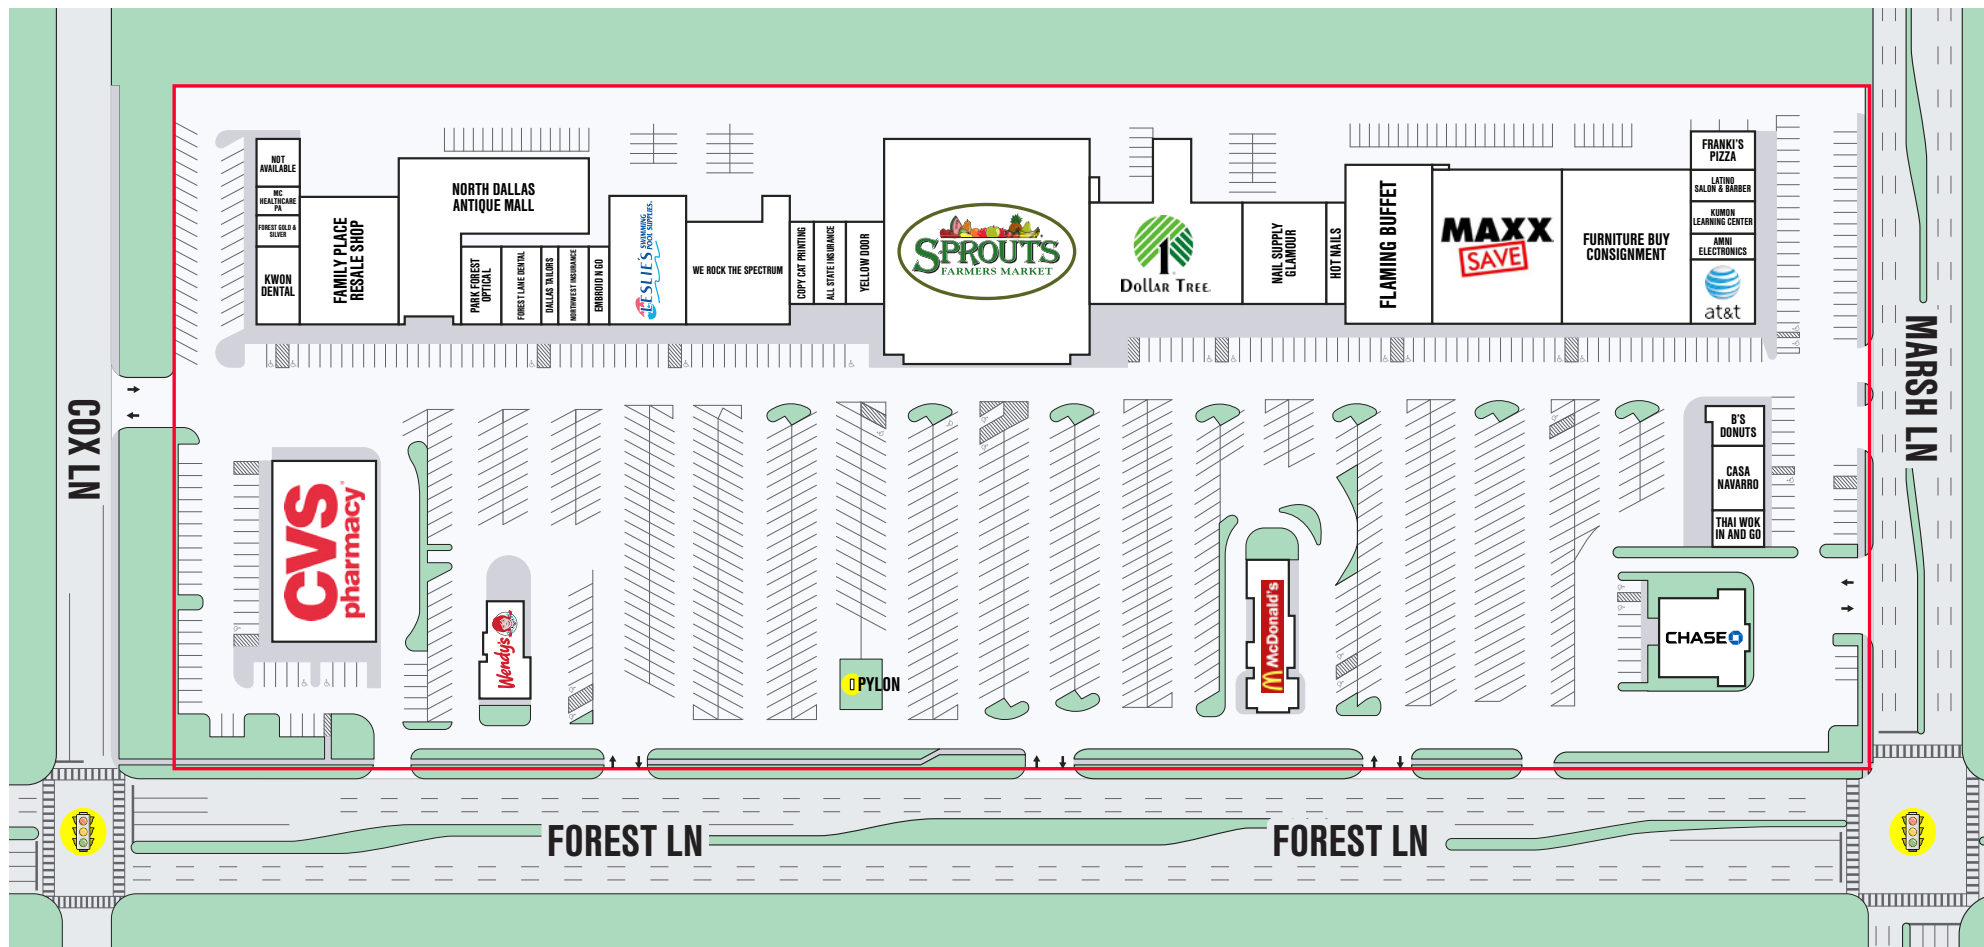 NOT
AVAILABLE
MC
HEALTHCARE
PA
FOREST GOLD &
SILVER
KWON
DENTAL
FAMILY PLACE
RESALE SHOP
NORTH DALLAS
ANTIQUE MALL
PARK FOREST
OPTICAL
FOREST LANE DENTAL
DALLAS TAILORS
NORTHWEST INSURANCE
EMBROID N GO
LESLIE'S SWIMMING
POOL SUPPLIES.
WE ROCK THE SPECTRUM
COPY CAT PRINTING
ALL STATE INSURANCE
YELLOW DOOR
SPROUTS
FARMERS MARKET
1
DOLLAR TREE
NAIL SUPPLY
GLAMOUR
HOT NAILS
FLAMING BUFFET
MAXX
SAVE
FURNITURE BUY
CONSIGNMENT
FRANKI'S
PIZZA
LATINO
SALON & BARBER
KUMON
LEARNING CENTER
AMNI
ELECTRONICS
at&t
COX LN
MARSH LN
CVS
pharmacy
Wendy's
PYLON
McDonald's
B'S
DONUTS
CASA
NAVARRO
THAI WOK
IN AND GO
CHASE
FOREST LN
FOREST LN